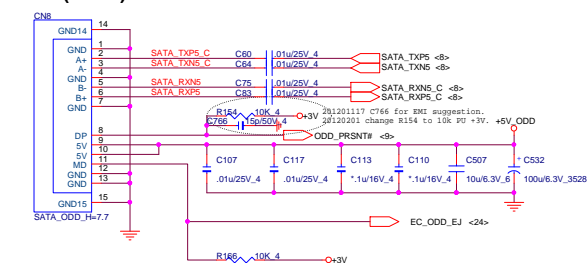 CN8
GND14 14
GND 1
A+ 2 SATA_TXP5_C C60 .01u/25V_4 SATA_TXP5 <8>
A- 3 SATA_TXN5_C C64 .01u/25V_4 SATA_TXN5 <8>
GND 4
B- 5 SATA_RXN5 C75 .01u/25V_4 SATA_RXN5_C <8>
B+ 6 SATA_RXP5 C83 .01u/25V_4 SATA_RXP5_C <8>
GND 7
R154 10K_4 +3V
C766 15p/50V_4
201201117 C766 for EMI suggestion.
20120201 change R154 to 10k PU +3V.
+5V_ODD
DP 8 ODD_PRSNT# <9>
5V 9
5V 10
MD 11
GND 12
GND 13
GND15 15
SATA_ODD_H=7.7
C107 C117 C113 C110 C507 + C532
.01u/25V_4 .01u/25V_4 *.1u/16V_4 *.1u/16V_4 10u/6.3V_6 100u/6.3V_3528
EC_ODD_EJ <24>
R166 10K_4 +3V